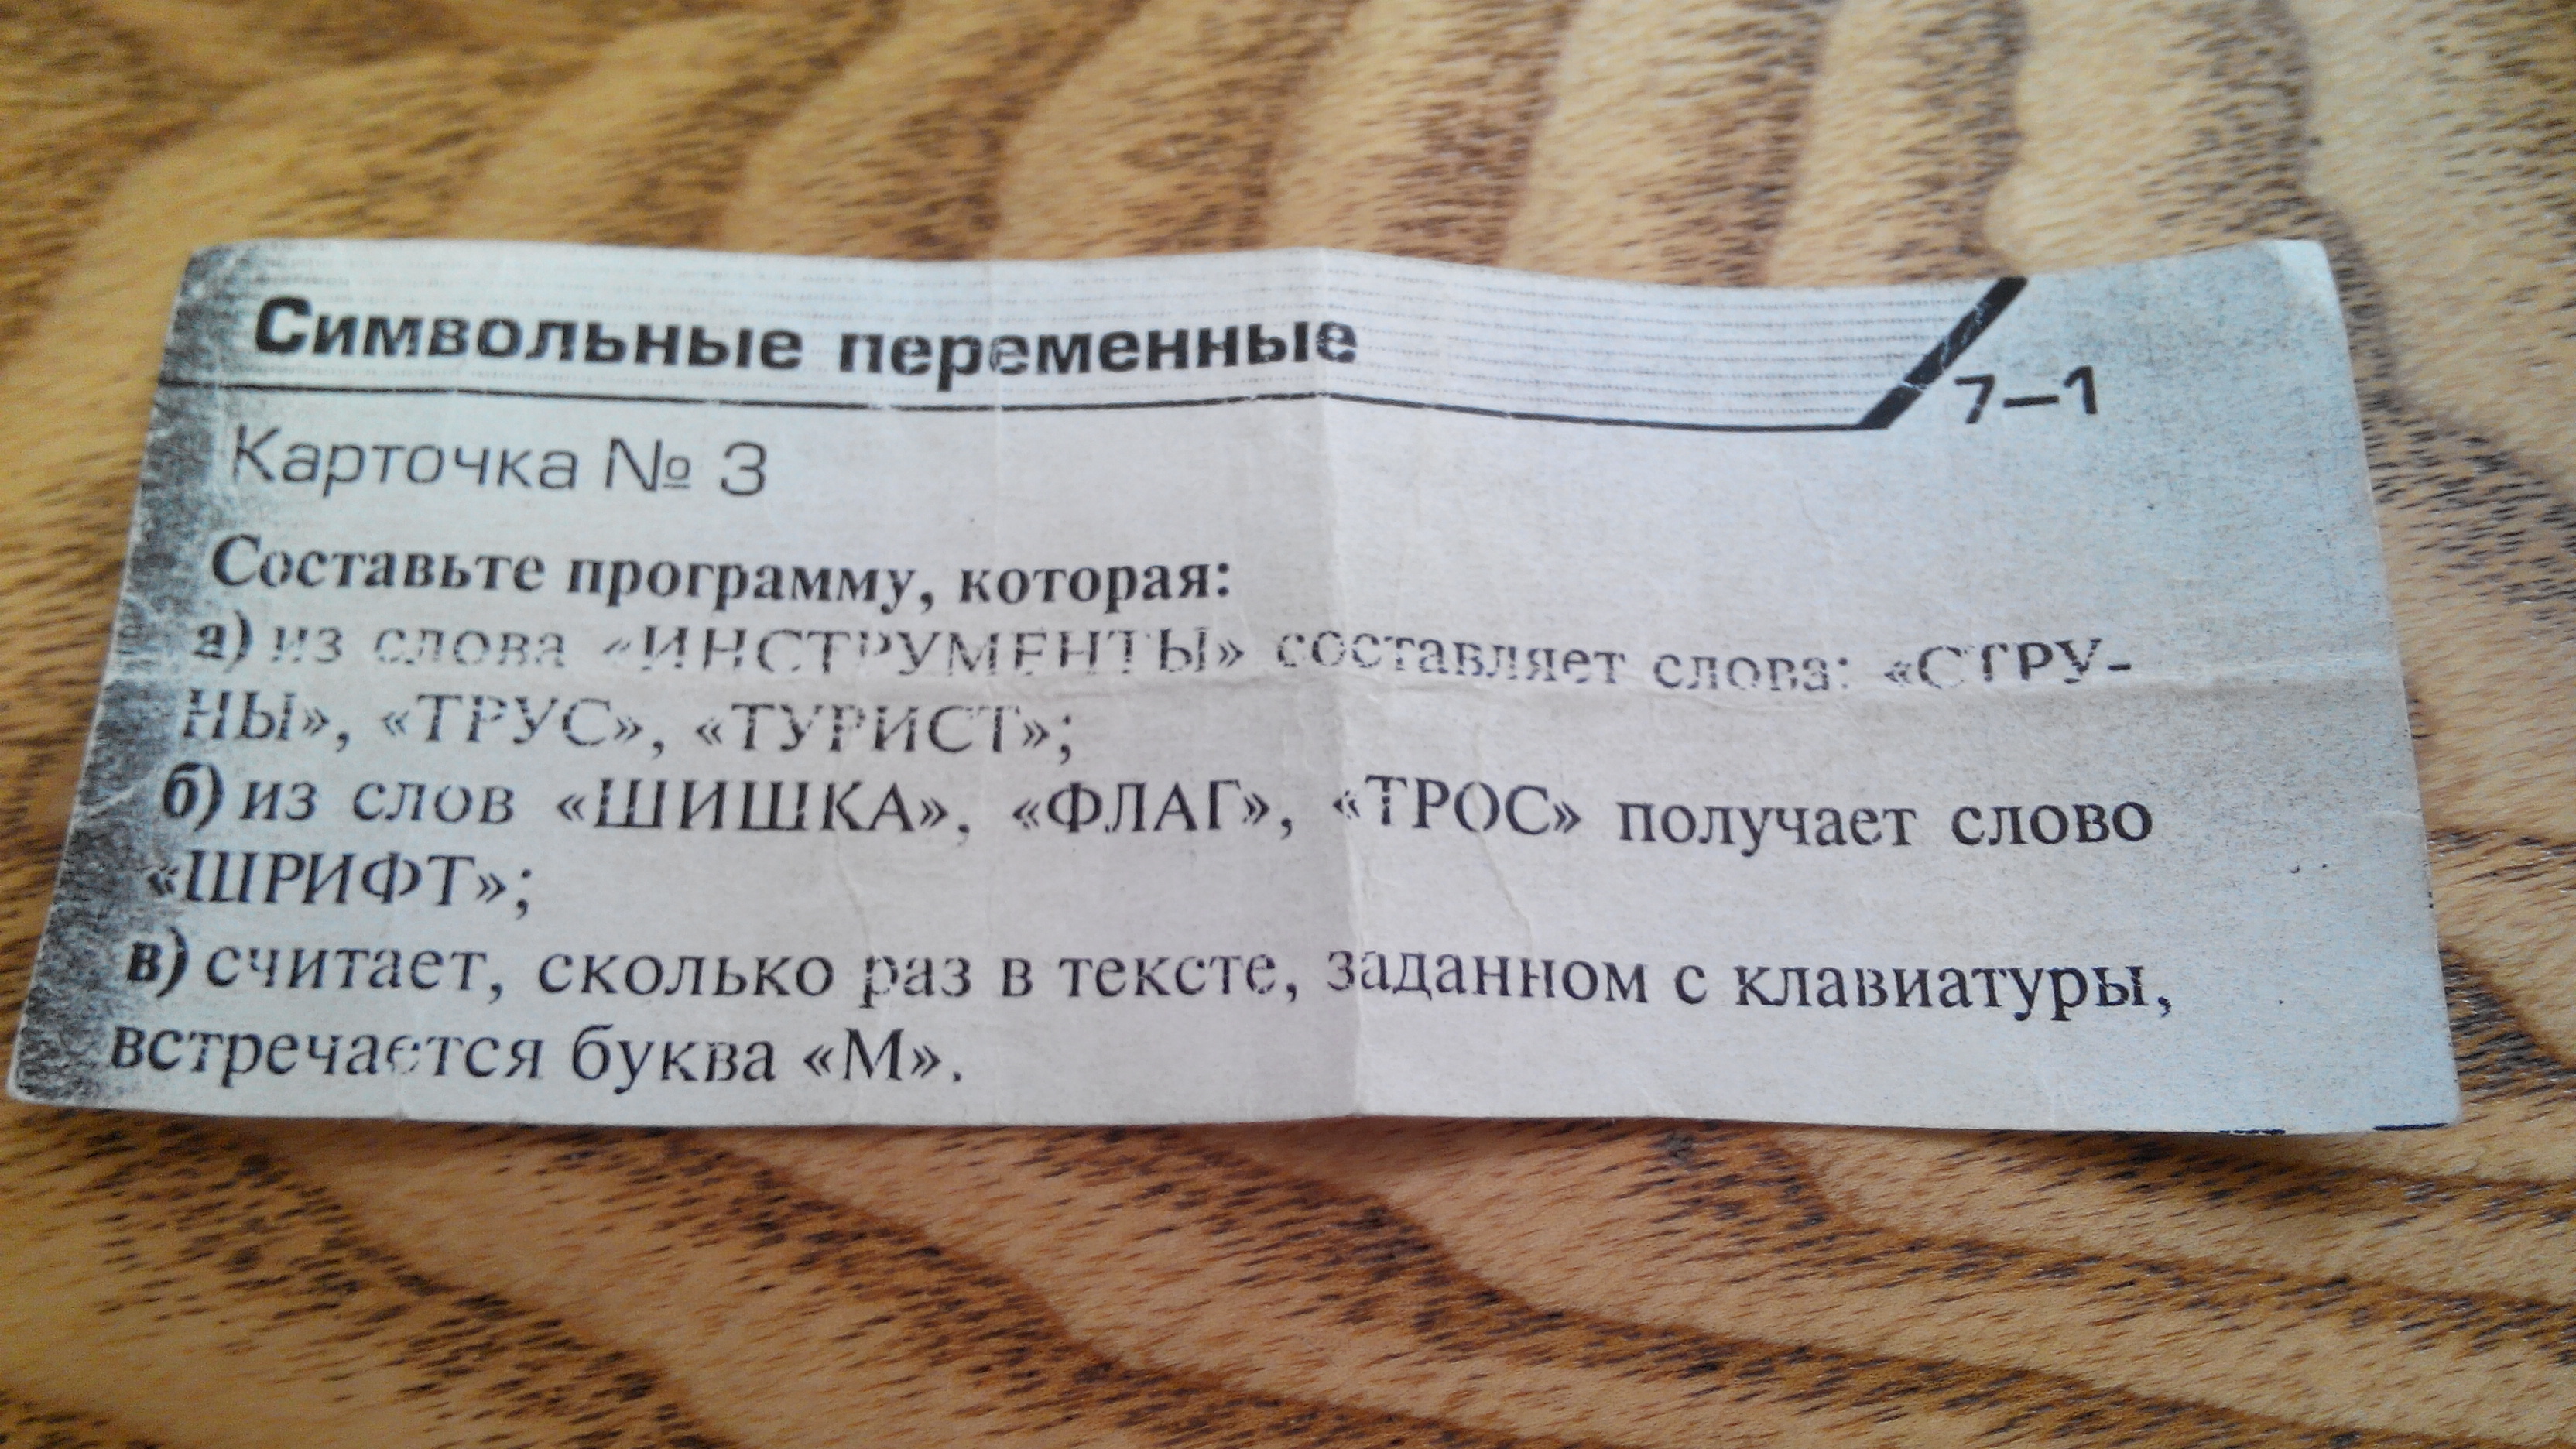 Символьные переменные
7–1
Карточка № 3
Составьте программу, которая:
а) из слова «ИНСТРУМЕНТЫ» составляет слова: «СТРУ-
НЫ», «ТРУС», «ТУРИСТ»;
б) из слов «ШИШКА», «ФЛАГ», «ТРОС» получает слово
«ШРИФТ»;
в) считает, сколько раз в тексте, заданном с клавиатуры,
встречается буква «М».